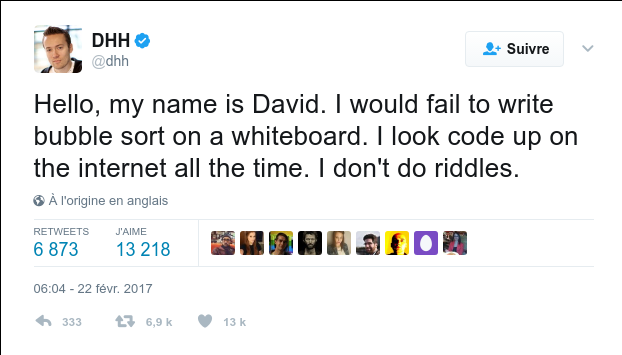 DHH
@dhh
Suivre
Hello, my name is David. I would fail to write
bubble sort on a whiteboard. I look code up on
the internet all the time. I don't do riddles.
À l'origine en anglais
RETWEETS J'AIME
6 873 13 218
06:04 - 22 févr. 2017
333 6,9 k 13 k